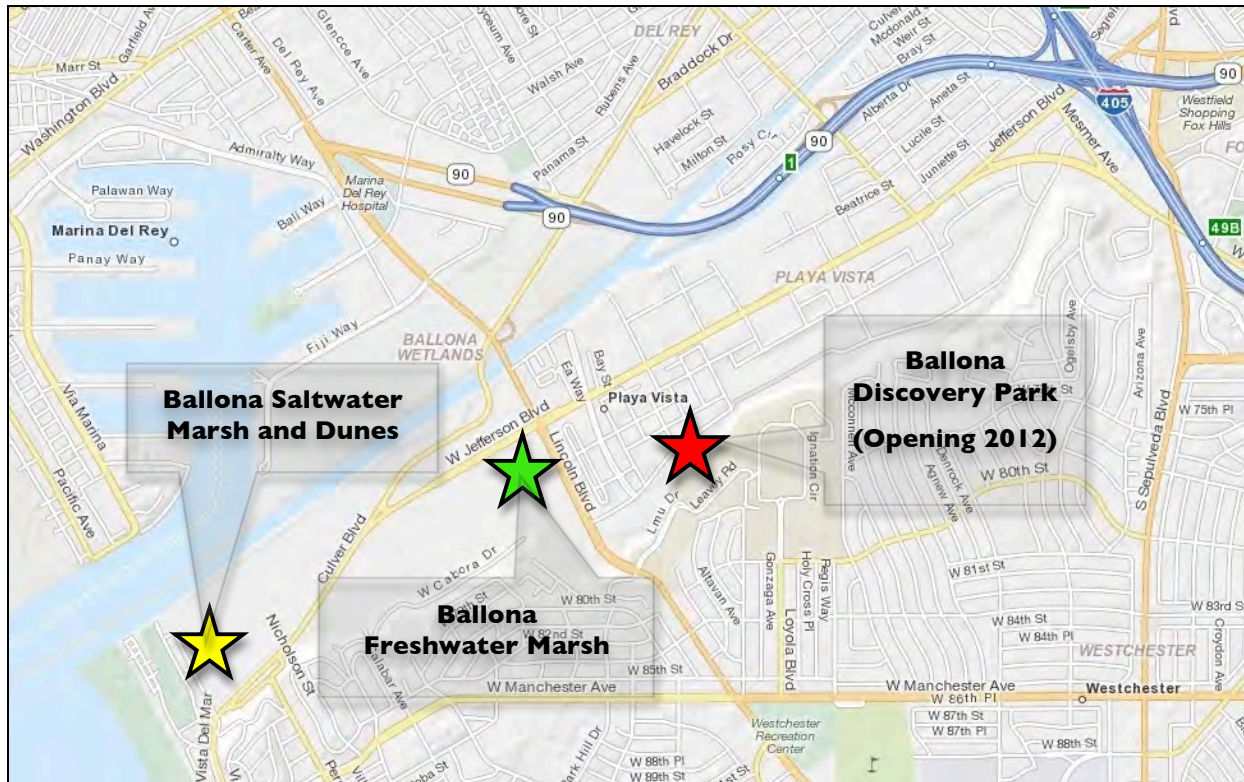 DEL REY
Marr St
Garfield Ave
Carter Ave
Del Rey Ave
Glencoe Ave
Walsh Ave
Rubens Ave
Braddock Dr
Mcdonald
Weir St
Bray St
Culver
Segrell
90
405
Westfield
Shopping
Fox Hills
Washington Blvd
Admiralty Way
Panama St
Havelock St
Milton St
Rosy Cir
Alberta Dr
Aneta St
Lucile St
Juniette St
Beatrice St
Jefferson Blvd
Mesmer Ave
90
90
90
1
49B
Palawan Way
Bali Way
Marina
Del Rey
Hospital
Marina Del Rey
Panay Way
Fiji Way
PLAYA VISTA
BALLONA
WETLANDS
Via Marina
Pacific Ave
Ballona Saltwater
Marsh and Dunes
W Jefferson Blvd
Ea Way
Bay St
Playa Vista
Lincoln Blvd
Ballona
Discovery Park
(Opening 2012)
Ogelsby Ave
Arizona Ave
S Sepulveda Blvd
W 75th Pl
Mcconnell Ave
Ignation Cir
Denrock Ave
Agnew Ave
W 80th St
Lmu Dr
Leavey Rd
Culver Blvd
W Cabora Dr
Ballona
Freshwater Marsh
W 80th St
W 82nd St
W 85th St
Nicholson St
Vista Del Mar
Altavan Ave
Gonzaga Ave
Loyola Blvd
Holy Cross Pl
Regis Way
W 81st St
W 83rd St
W 84th St
W 84th Pl
Croydon Ave
WESTCHESTER
W Manchester Ave
W Manchester Ave
W 86th Pl
Westchester
Westchester
Recreation
Center
W 87th St
W 87th Pl
W 88th St
W 88th Pl
W 89th St